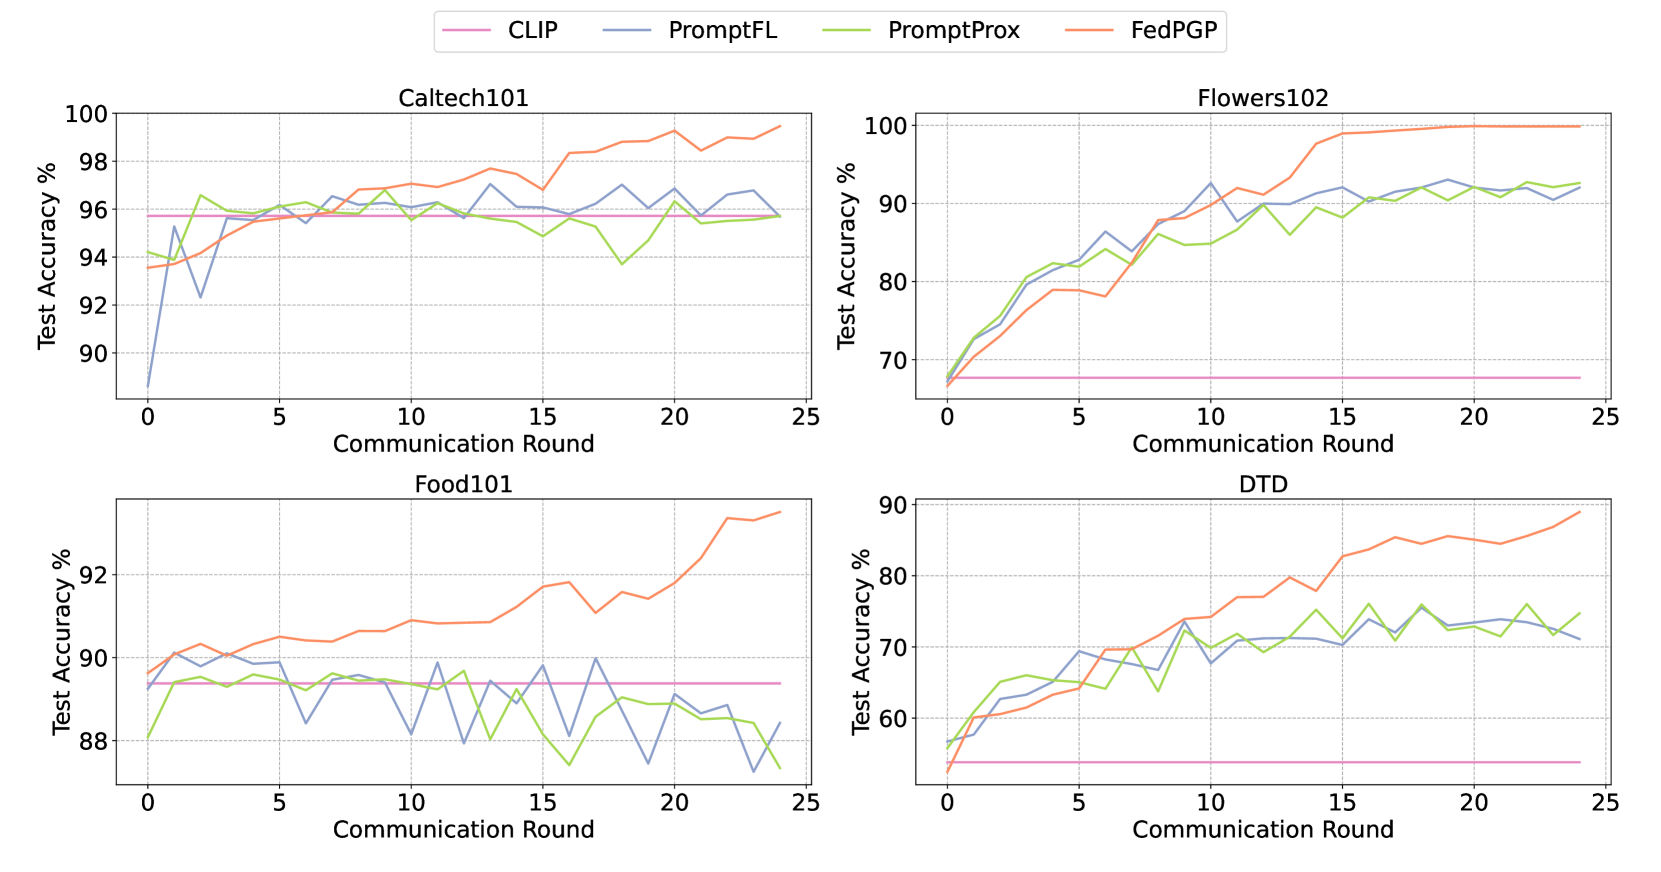 CLIP PromptFL PromptProx FedPGP
Caltech101
Test Accuracy %
100
98
96
94
92
90
0 5 10 15 20 25
Communication Round
Flowers102
Test Accuracy %
100
90
80
70
0 5 10 15 20 25
Communication Round
Food101
Test Accuracy %
92
90
88
0 5 10 15 20 25
Communication Round
DTD
Test Accuracy %
90
80
70
60
0 5 10 15 20 25
Communication Round